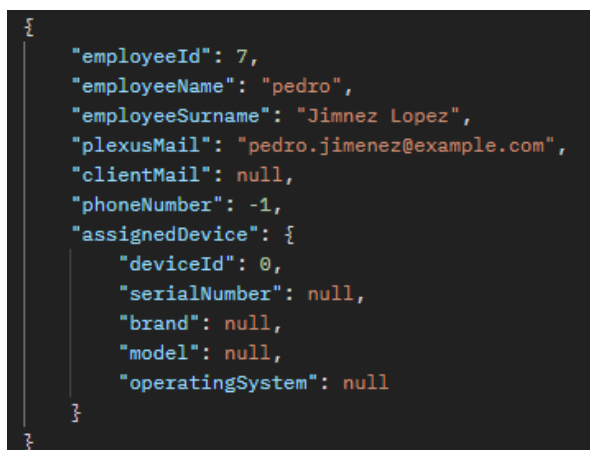 {
"employeeId": 7,
"employeeName": "pedro",
"employeeSurname": "Jimnez Lopez",
"plexusMail": "pedro.jimenez@example.com",
"clientMail": null,
"phoneNumber": -1,
"assignedDevice": {
"deviceId": 0,
"serialNumber": null,
"brand": null,
"model": null,
"operatingSystem": null
}
}